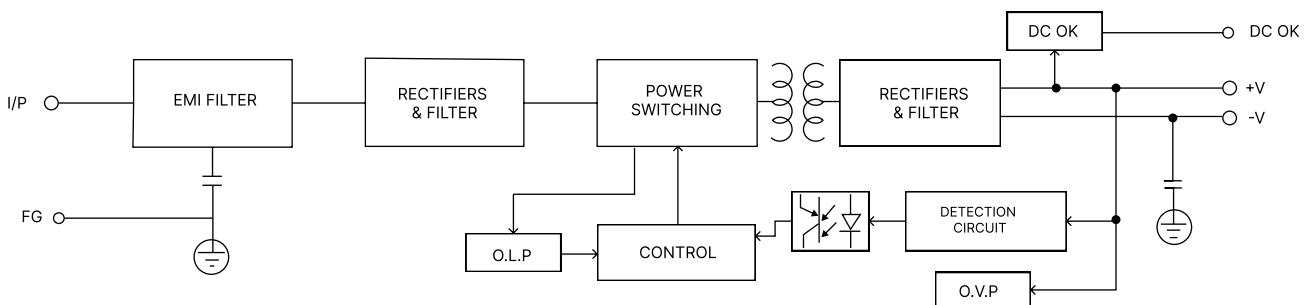 DC OK
DC OK
I/P
EMI FILTER
RECTIFIERS
& FILTER
POWER
SWITCHING
RECTIFIERS
& FILTER
+V
-V
FG
O.L.P
CONTROL
DETECTION
CIRCUIT
O.V.P